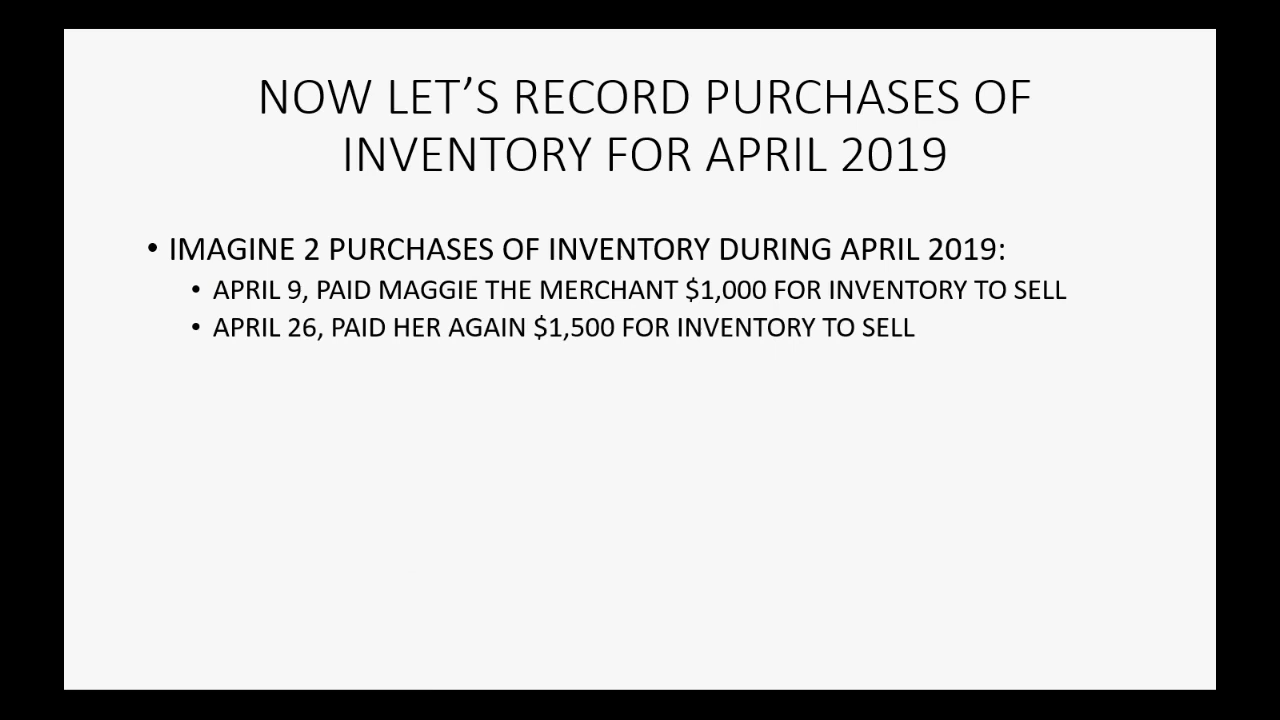 NOW LET’S RECORD PURCHASES OF
INVENTORY FOR APRIL 2019
• IMAGINE 2 PURCHASES OF INVENTORY DURING APRIL 2019:
• APRIL 9, PAID MAGGIE THE MERCHANT $1,000 FOR INVENTORY TO SELL
• APRIL 26, PAID HER AGAIN $1,500 FOR INVENTORY TO SELL